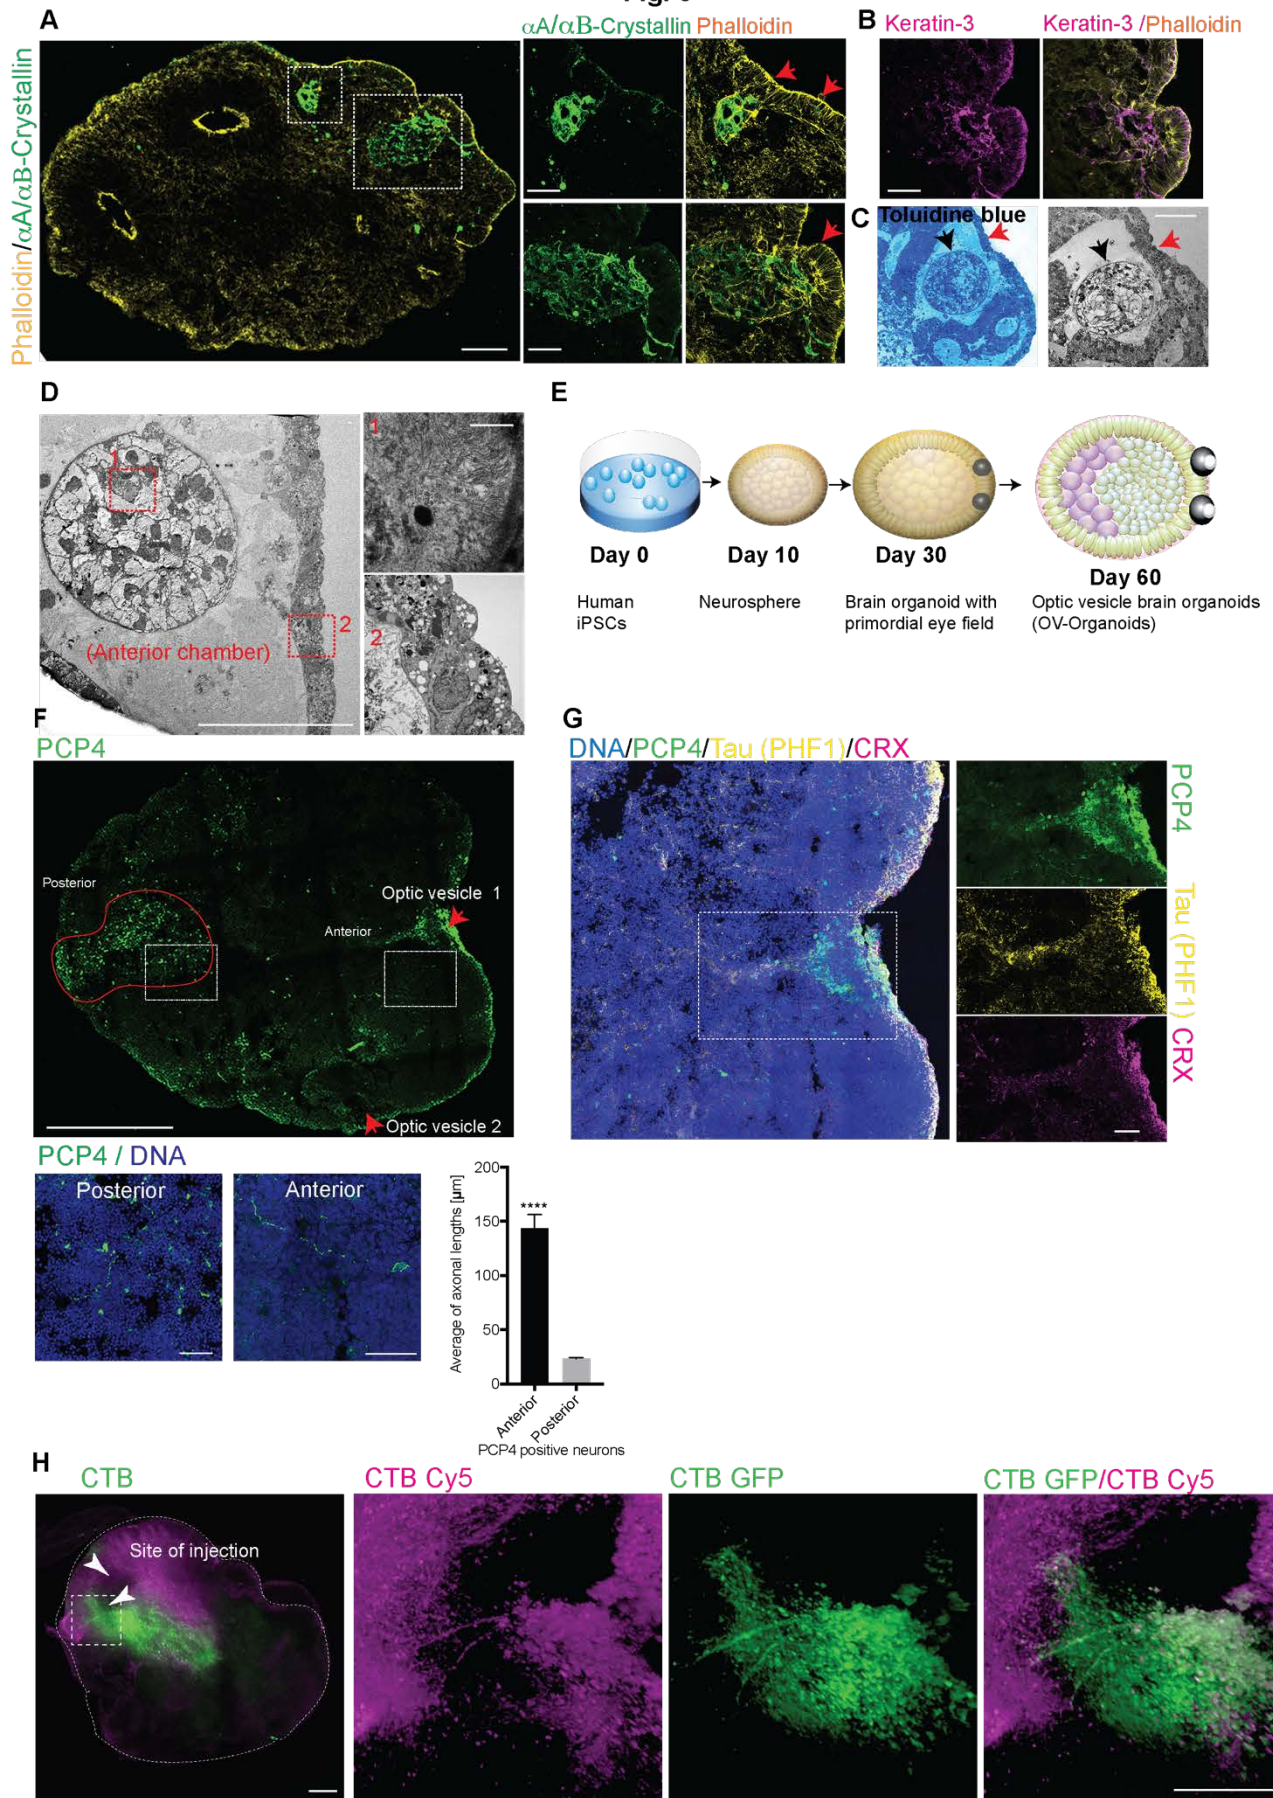 A
αA/αB-Crystallin Phalloidin
Phalloidin/αA/αB-Crystallin
B
Keratin-3
Keratin-3 /Phalloidin
C
Toluidine blue
D
1
2
(Anterior chamber)
1
2
E
Day 0
Human
iPSCs
Day 10
Neurosphere
Day 30
Brain organoid with
primordial eye field
Day 60
Optic vesicle brain organoids
(OV-Organoids)
F
PCP4
Posterior
Anterior
Optic vesicle 1
Optic vesicle 2
PCP4 / DNA
Posterior
Anterior
Average of axonal lengths [µm]
200
150
100
50
0
****
Anterior
Posterior
PCP4 positive neurons
G
DNA/PCP4/Tau (PHF1)/CRX
PCP4
Tau (PHF1)
CRX
H
CTB
Site of injection
CTB Cy5
CTB GFP
CTB GFP/CTB Cy5